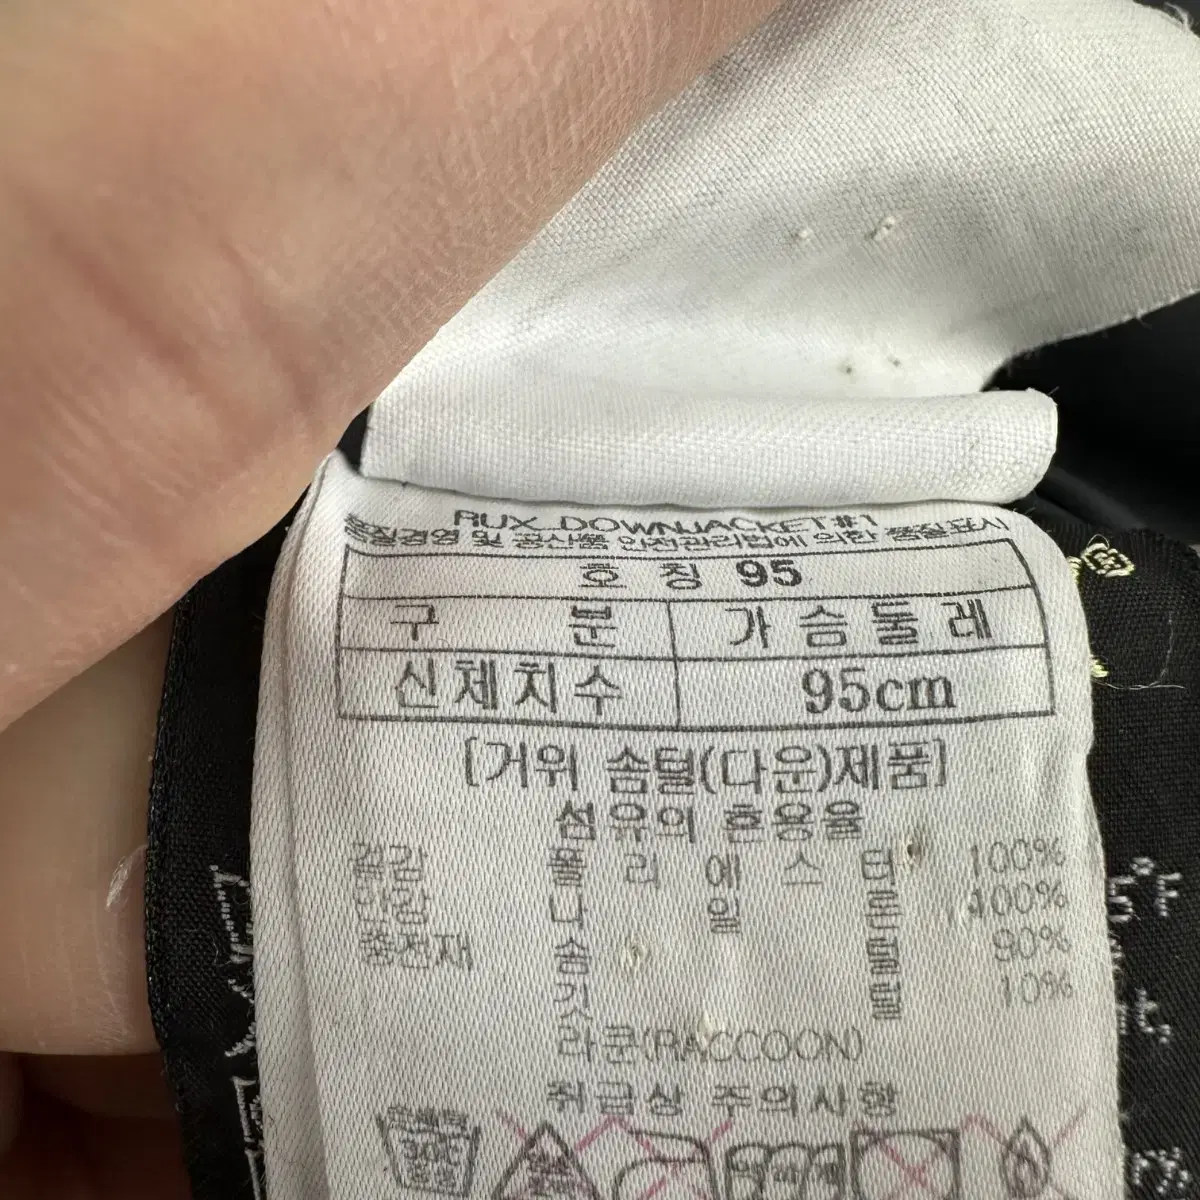 RUX_DOWNJACKET#1
품질경영 및 공산품 안전관리법에 의한 품질표시
호 칭 95
구 분 가 슴 둘 레
신체치수 95cm
[거위 솜털(다운)제품]
섬유의 혼용율
겉감 폴 리 에 스 터 100%
안감 나 일 론 100%
충전재 솜 털 90%
깃 털 10%
라쿤(RACCOON)
취급상 주의사항